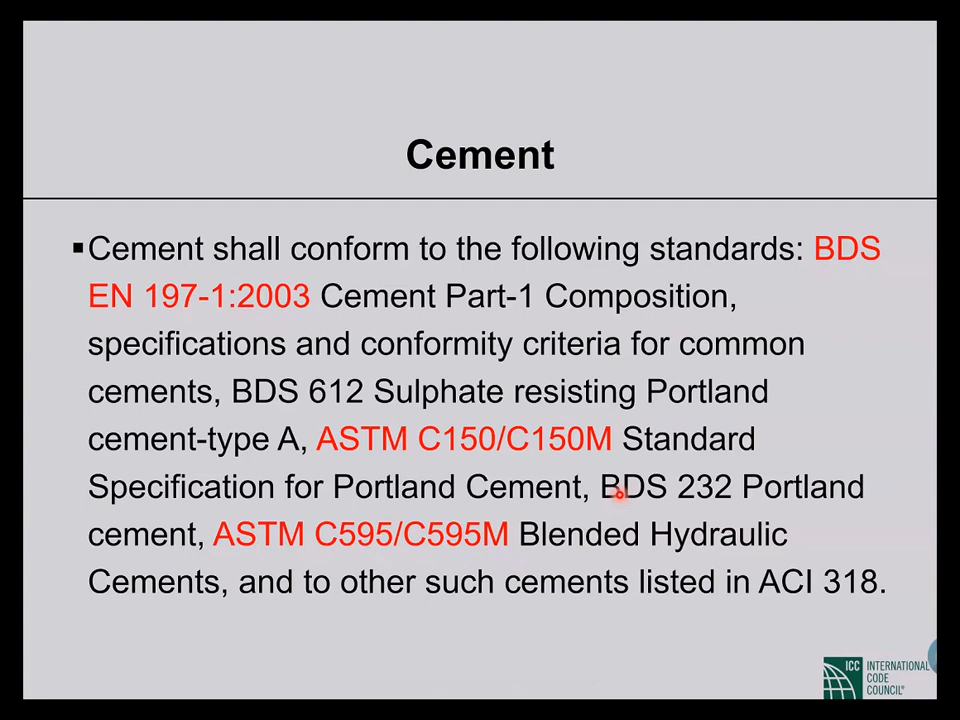 Cement
▪Cement shall conform to the following standards: BDS
EN 197-1:2003 Cement Part-1 Composition,
specifications and conformity criteria for common
cements, BDS 612 Sulphate resisting Portland
cement-type A, ASTM C150/C150M Standard
Specification for Portland Cement, BDS 232 Portland
cement, ASTM C595/C595M Blended Hydraulic
Cements, and to other such cements listed in ACI 318.
ICC INTERNATIONAL
CODE
COUNCIL®